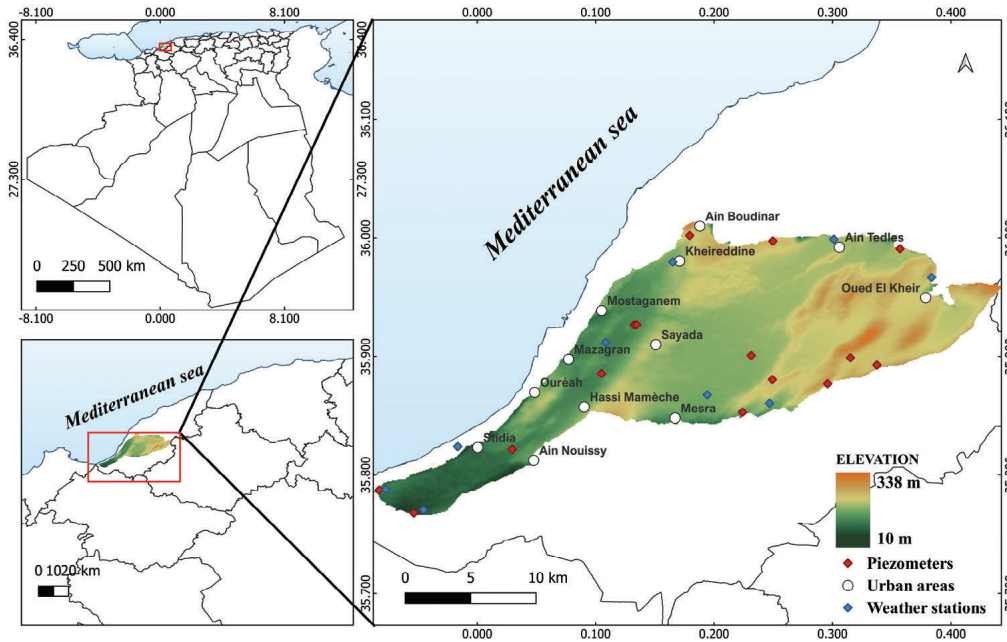 -8.100
0.000
8.100
36.400
36.400
27.300
27.300
0
250
500 km
-8.100
0.000
8.100
Mediterranean sea
0 1020 km
0.000
0.100
0.200
0.300
0.400
36.100
36.000
35.900
35.800
35.700
Mediterranean sea
Ain Boudinar
Kheireddine
Ain Tedles
Oued El Kheir
Mostaganem
Sayada
Mazagran
Ouréah
Hassi Mamèche
Mesra
Stidia
Ain Nouissy
ELEVATION
338 m
10 m
Piezometers
Urban areas
Weather stations
0
5
10 km
0.000
0.100
0.200
0.300
0.400